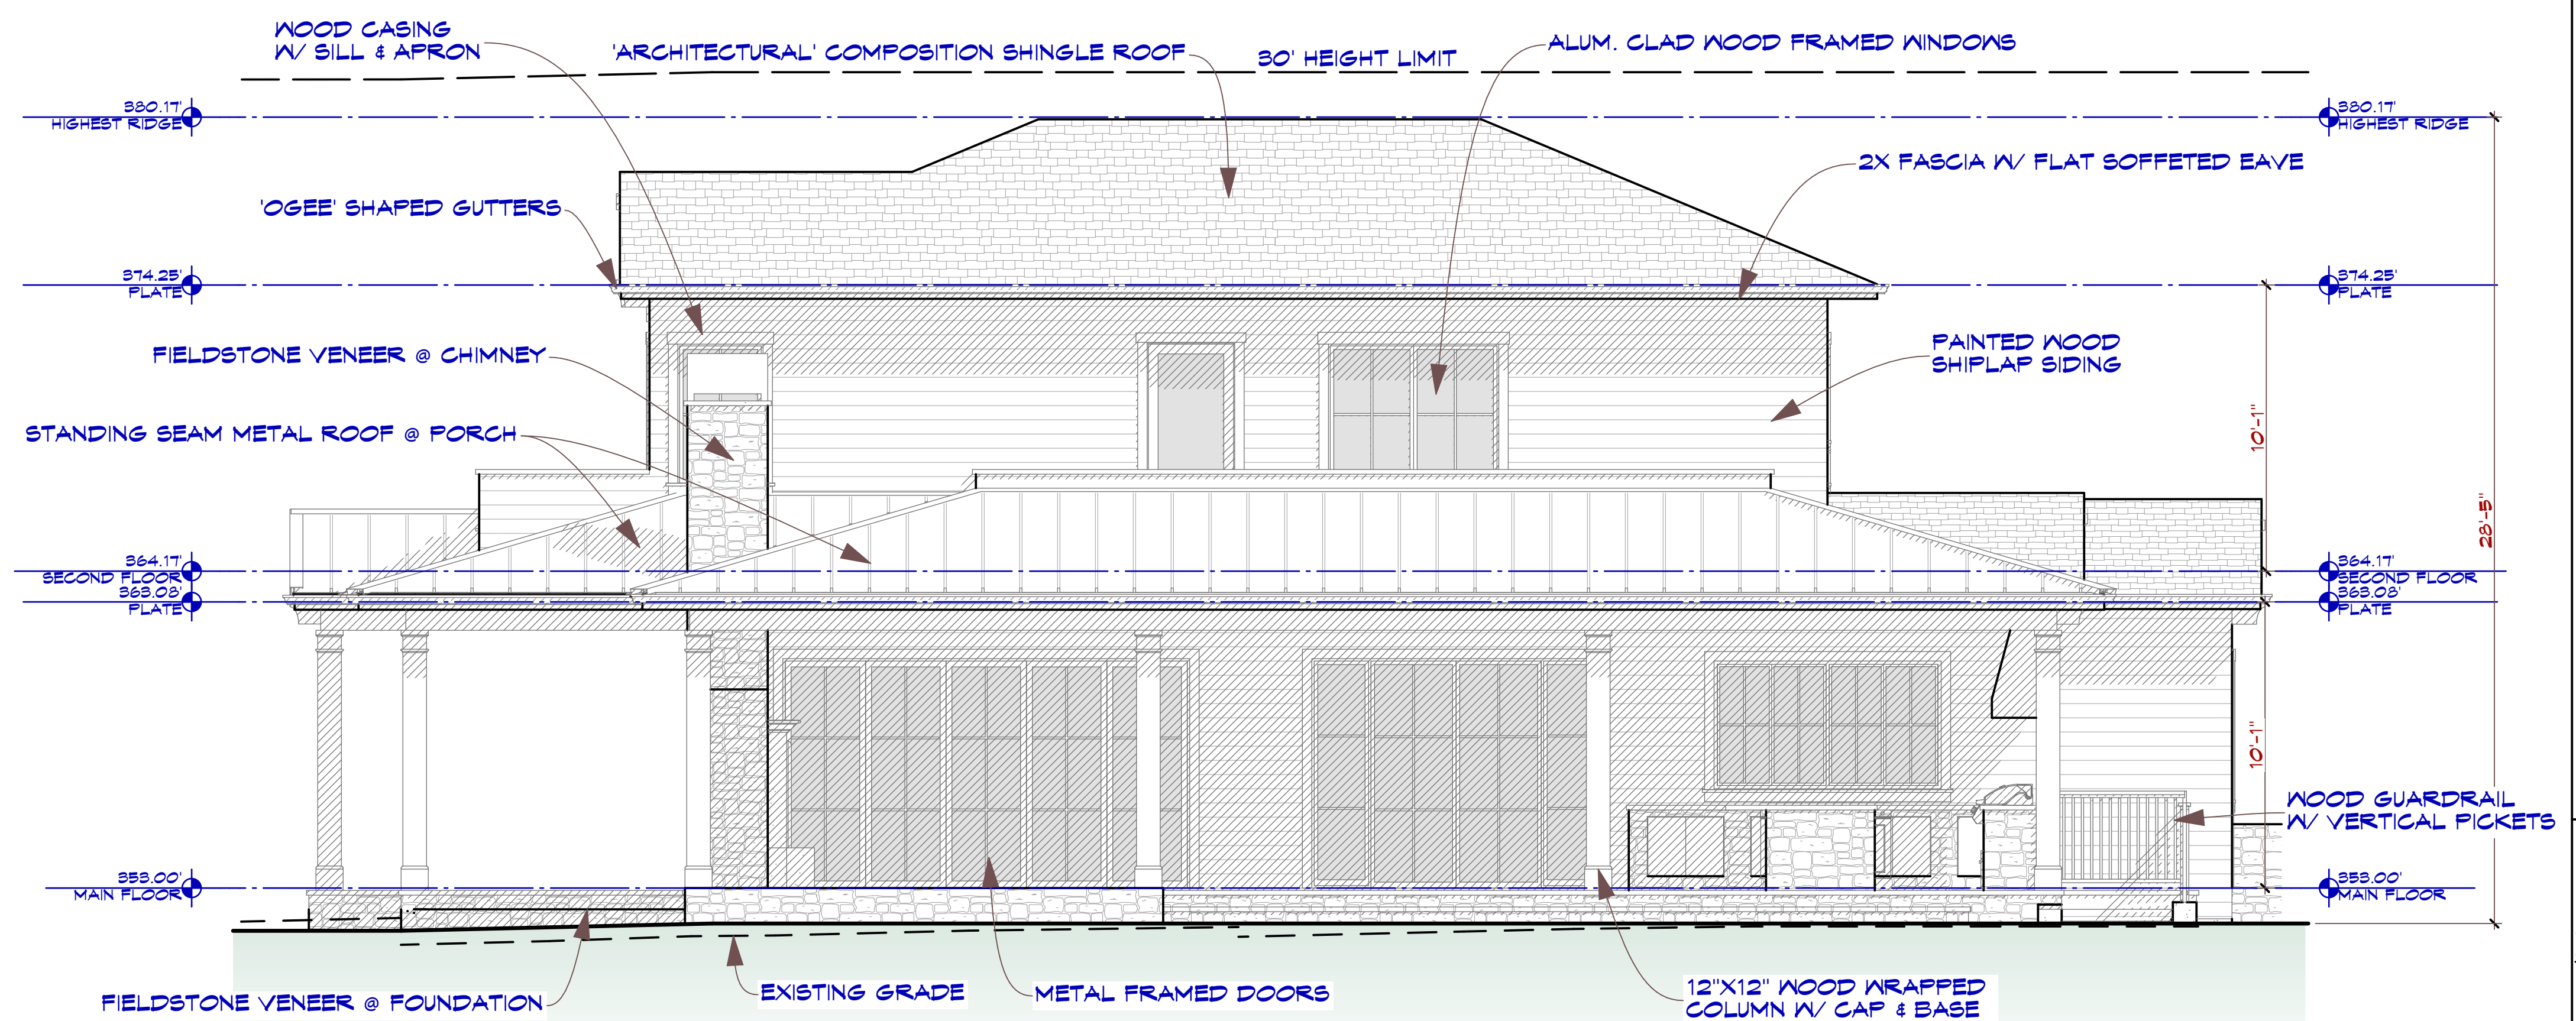 WOOD CASING
W/ SILL & APRON
'ARCHITECTURAL' COMPOSITION SHINGLE ROOF
30' HEIGHT LIMIT
ALUM. CLAD WOOD FRAMED WINDOWS
380.17'
HIGHEST RIDGE
380.17'
HIGHEST RIDGE
2X FASCIA W/ FLAT SOFFETED EAVE
'OGEE' SHAPED GUTTERS
374.25'
PLATE
374.25'
PLATE
FIELDSTONE VENEER @ CHIMNEY
PAINTED WOOD
SHIPLAP SIDING
STANDING SEAM METAL ROOF @ PORCH
10'-1"
28'-5"
364.17'
SECOND FLOOR
363.08'
PLATE
364.17'
SECOND FLOOR
363.08'
PLATE
10'-1"
WOOD GUARDRAIL
W/ VERTICAL PICKETS
353.00'
MAIN FLOOR
353.00'
MAIN FLOOR
FIELDSTONE VENEER @ FOUNDATION
EXISTING GRADE
METAL FRAMED DOORS
12"X12" WOOD WRAPPED
COLUMN W/ CAP & BASE